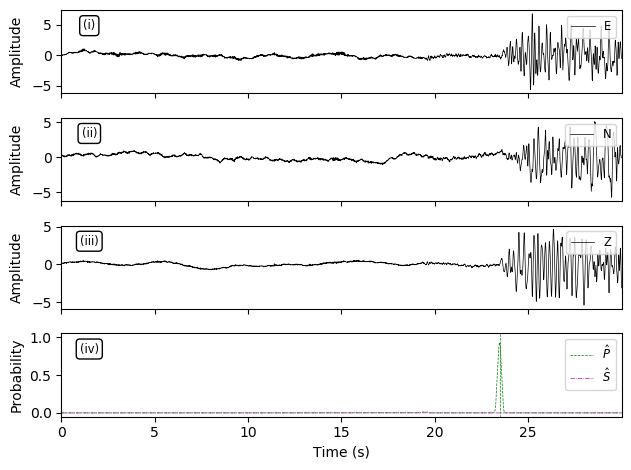 (i)
E
5
0
−5
Amplitude
(ii)
N
5
0
−5
Amplitude
(iii)
Z
5
0
−5
Amplitude
(iv)
P̂
Ŝ
1.0
0.5
0.0
Probability
0 5 10 15 20 25
Time (s)